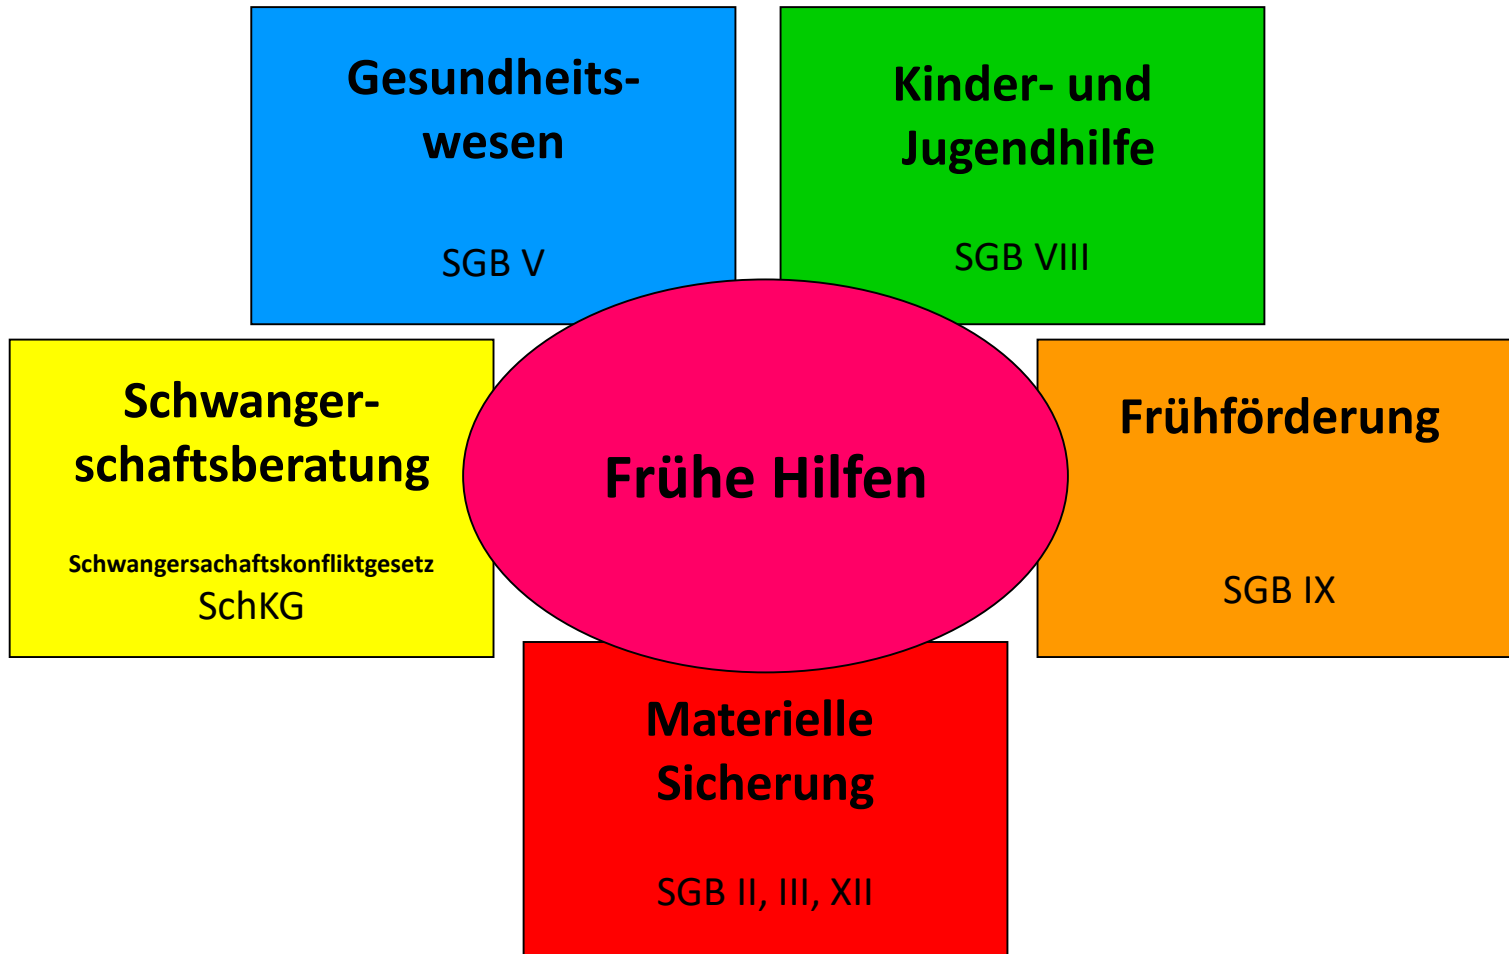 Gesundheits-
wesen
SGB V
Kinder- und
Jugendhilfe
SGB VIII
Schwanger-
schaftsberatung
Schwangersachaftskonfliktgesetz
SchKG
Frühe Hilfen
Frühförderung
SGB IX
Materielle
Sicherung
SGB II, III, XII